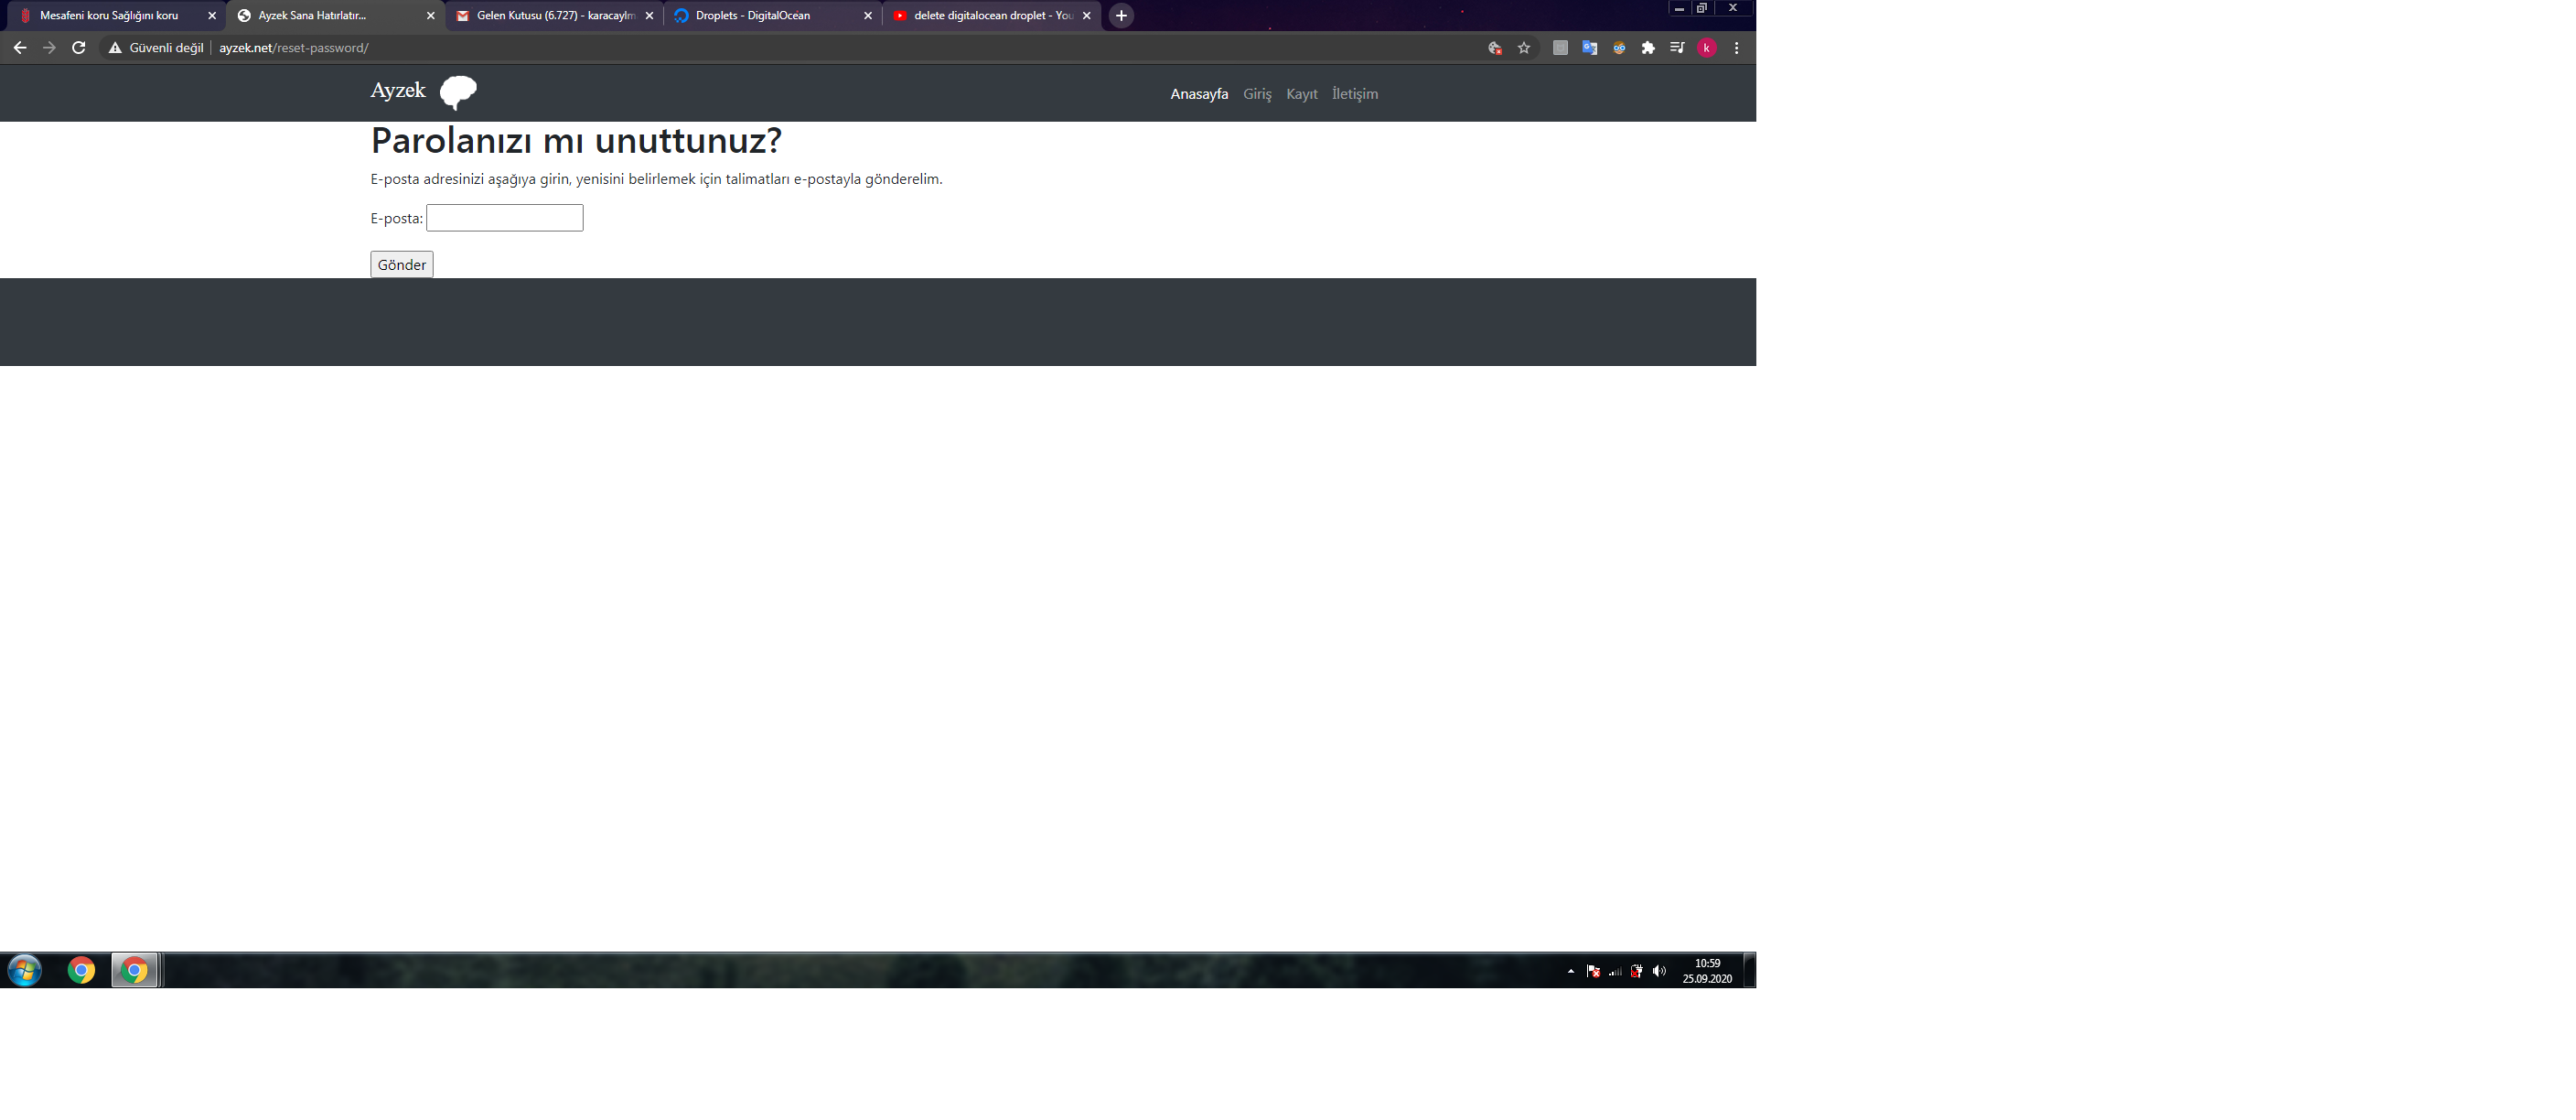 Mesafeni koru Sağlığını koru
Ayzek Sana Hatırlatır...
Gelen Kutusu (6.727) - karacaylm
Droplets - DigitalOcean
delete digitalocean droplet - You
Güvenli değil
ayzek.net/reset-password/
k
Ayzek
Anasayfa Giriş Kayıt İletişim
Parolanızı mı unuttunuz?
E-posta adresinizi aşağıya girin, yenisini belirlemek için talimatları e-postayla gönderelim.
E-posta:
Gönder
10:59
25.09.2020